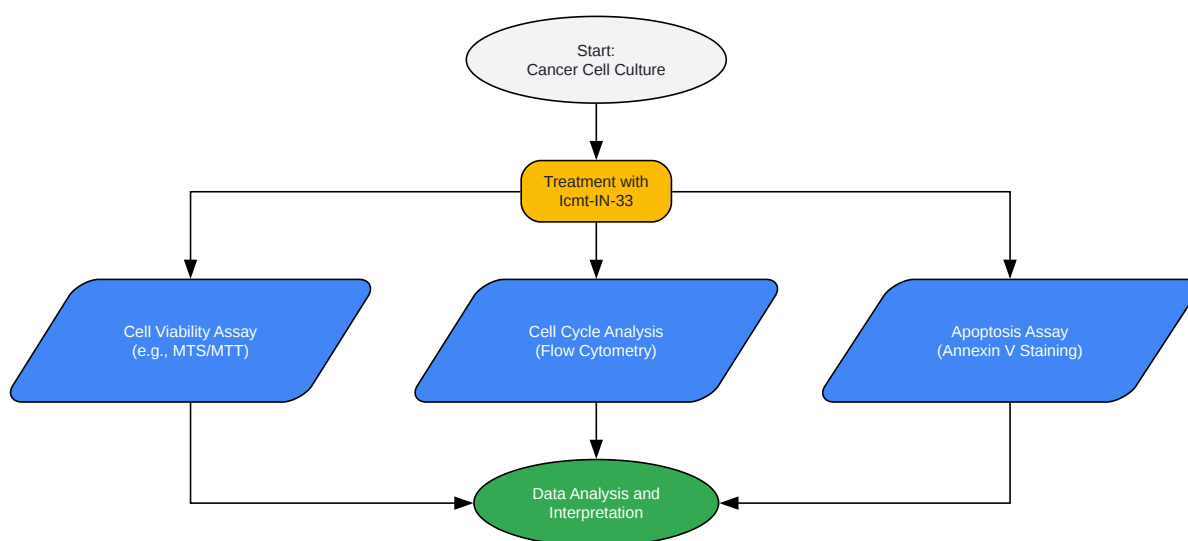 Start:
Cancer Cell Culture
Treatment with
Icmt-IN-33
Cell Viability Assay
(e.g., MTS/MTT)
Cell Cycle Analysis
(Flow Cytometry)
Apoptosis Assay
(Annexin V Staining)
Data Analysis and
Interpretation